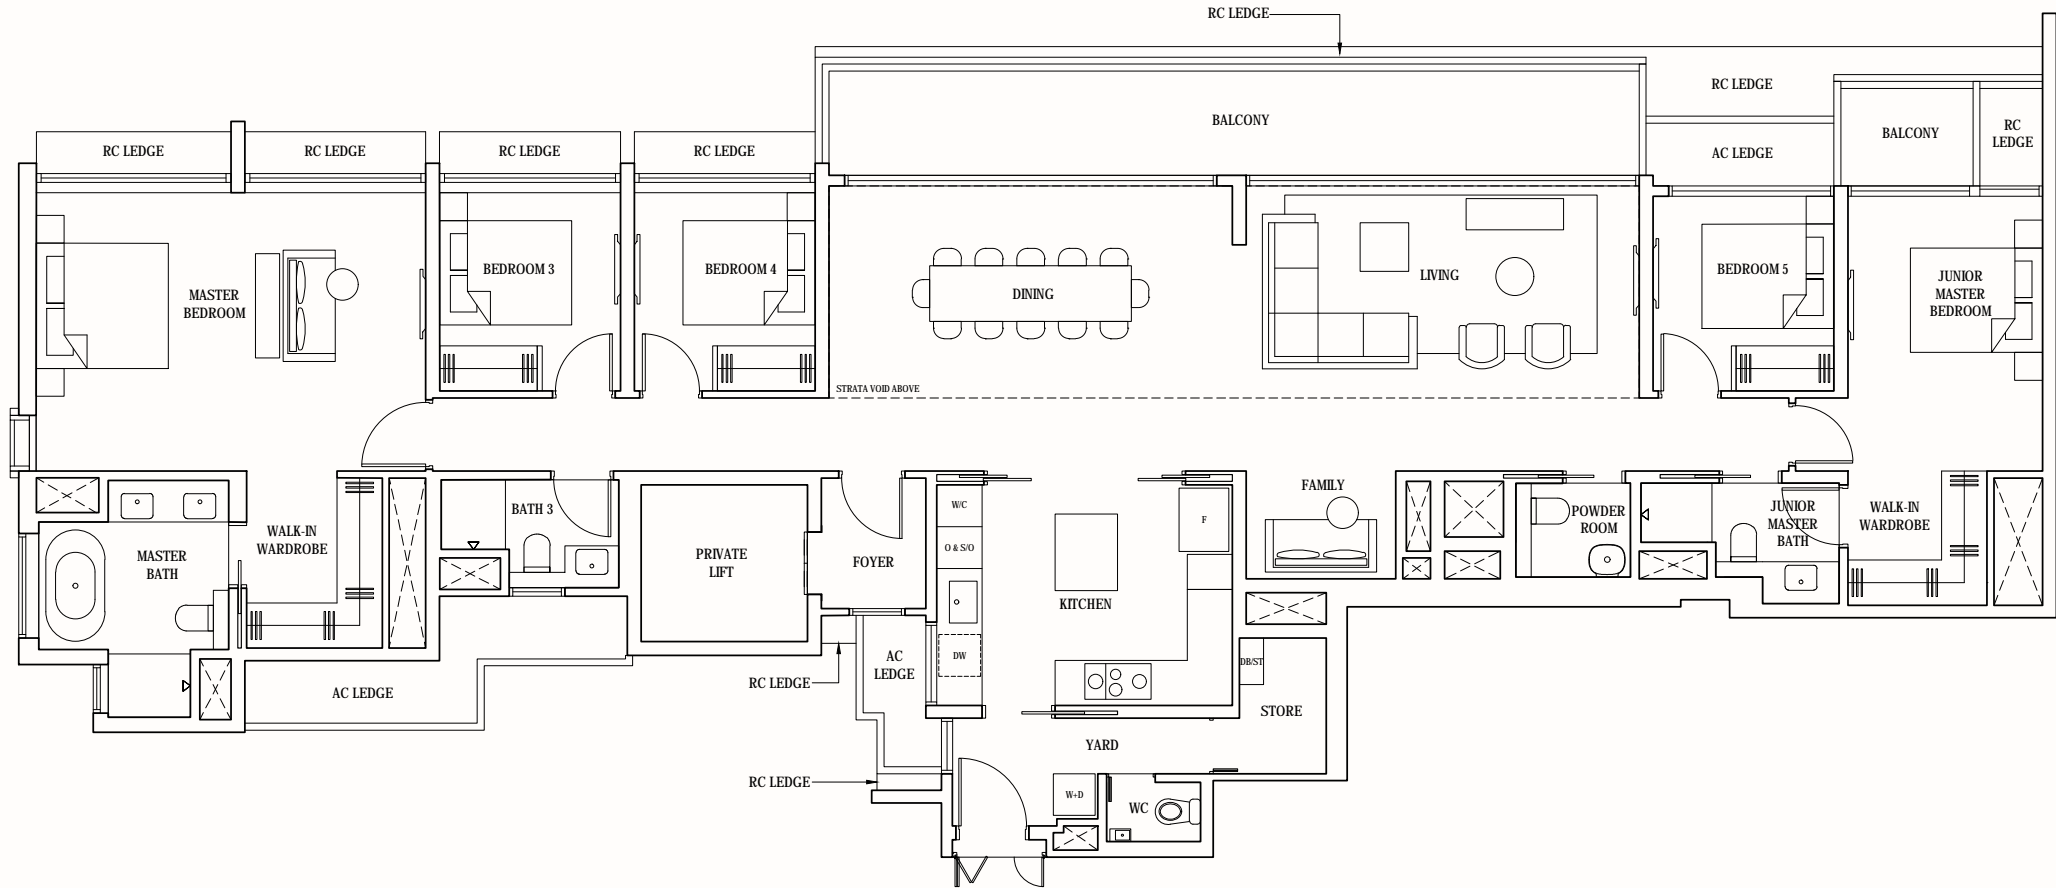 RC LEDGE
RC LEDGE
BALCONY
BALCONY
RC
LEDGE
RC LEDGE
RC LEDGE
RC LEDGE
RC LEDGE
AC LEDGE
MASTER
BEDROOM
BEDROOM 3
BEDROOM 4
DINING
LIVING
BEDROOM 5
JUNIOR
MASTER
BEDROOM
STRATA VOID ABOVE
MASTER
BATH
WALK-IN
WARDROBE
BATH 3
PRIVATE
LIFT
FOYER
W/C
O & S/O
DW
F
KITCHEN
FAMILY
POWDER
ROOM
JUNIOR
MASTER
BATH
WALK-IN
WARDROBE
AC LEDGE
RC LEDGE
AC
LEDGE
DB/ST
STORE
YARD
RC LEDGE
W+D
WC